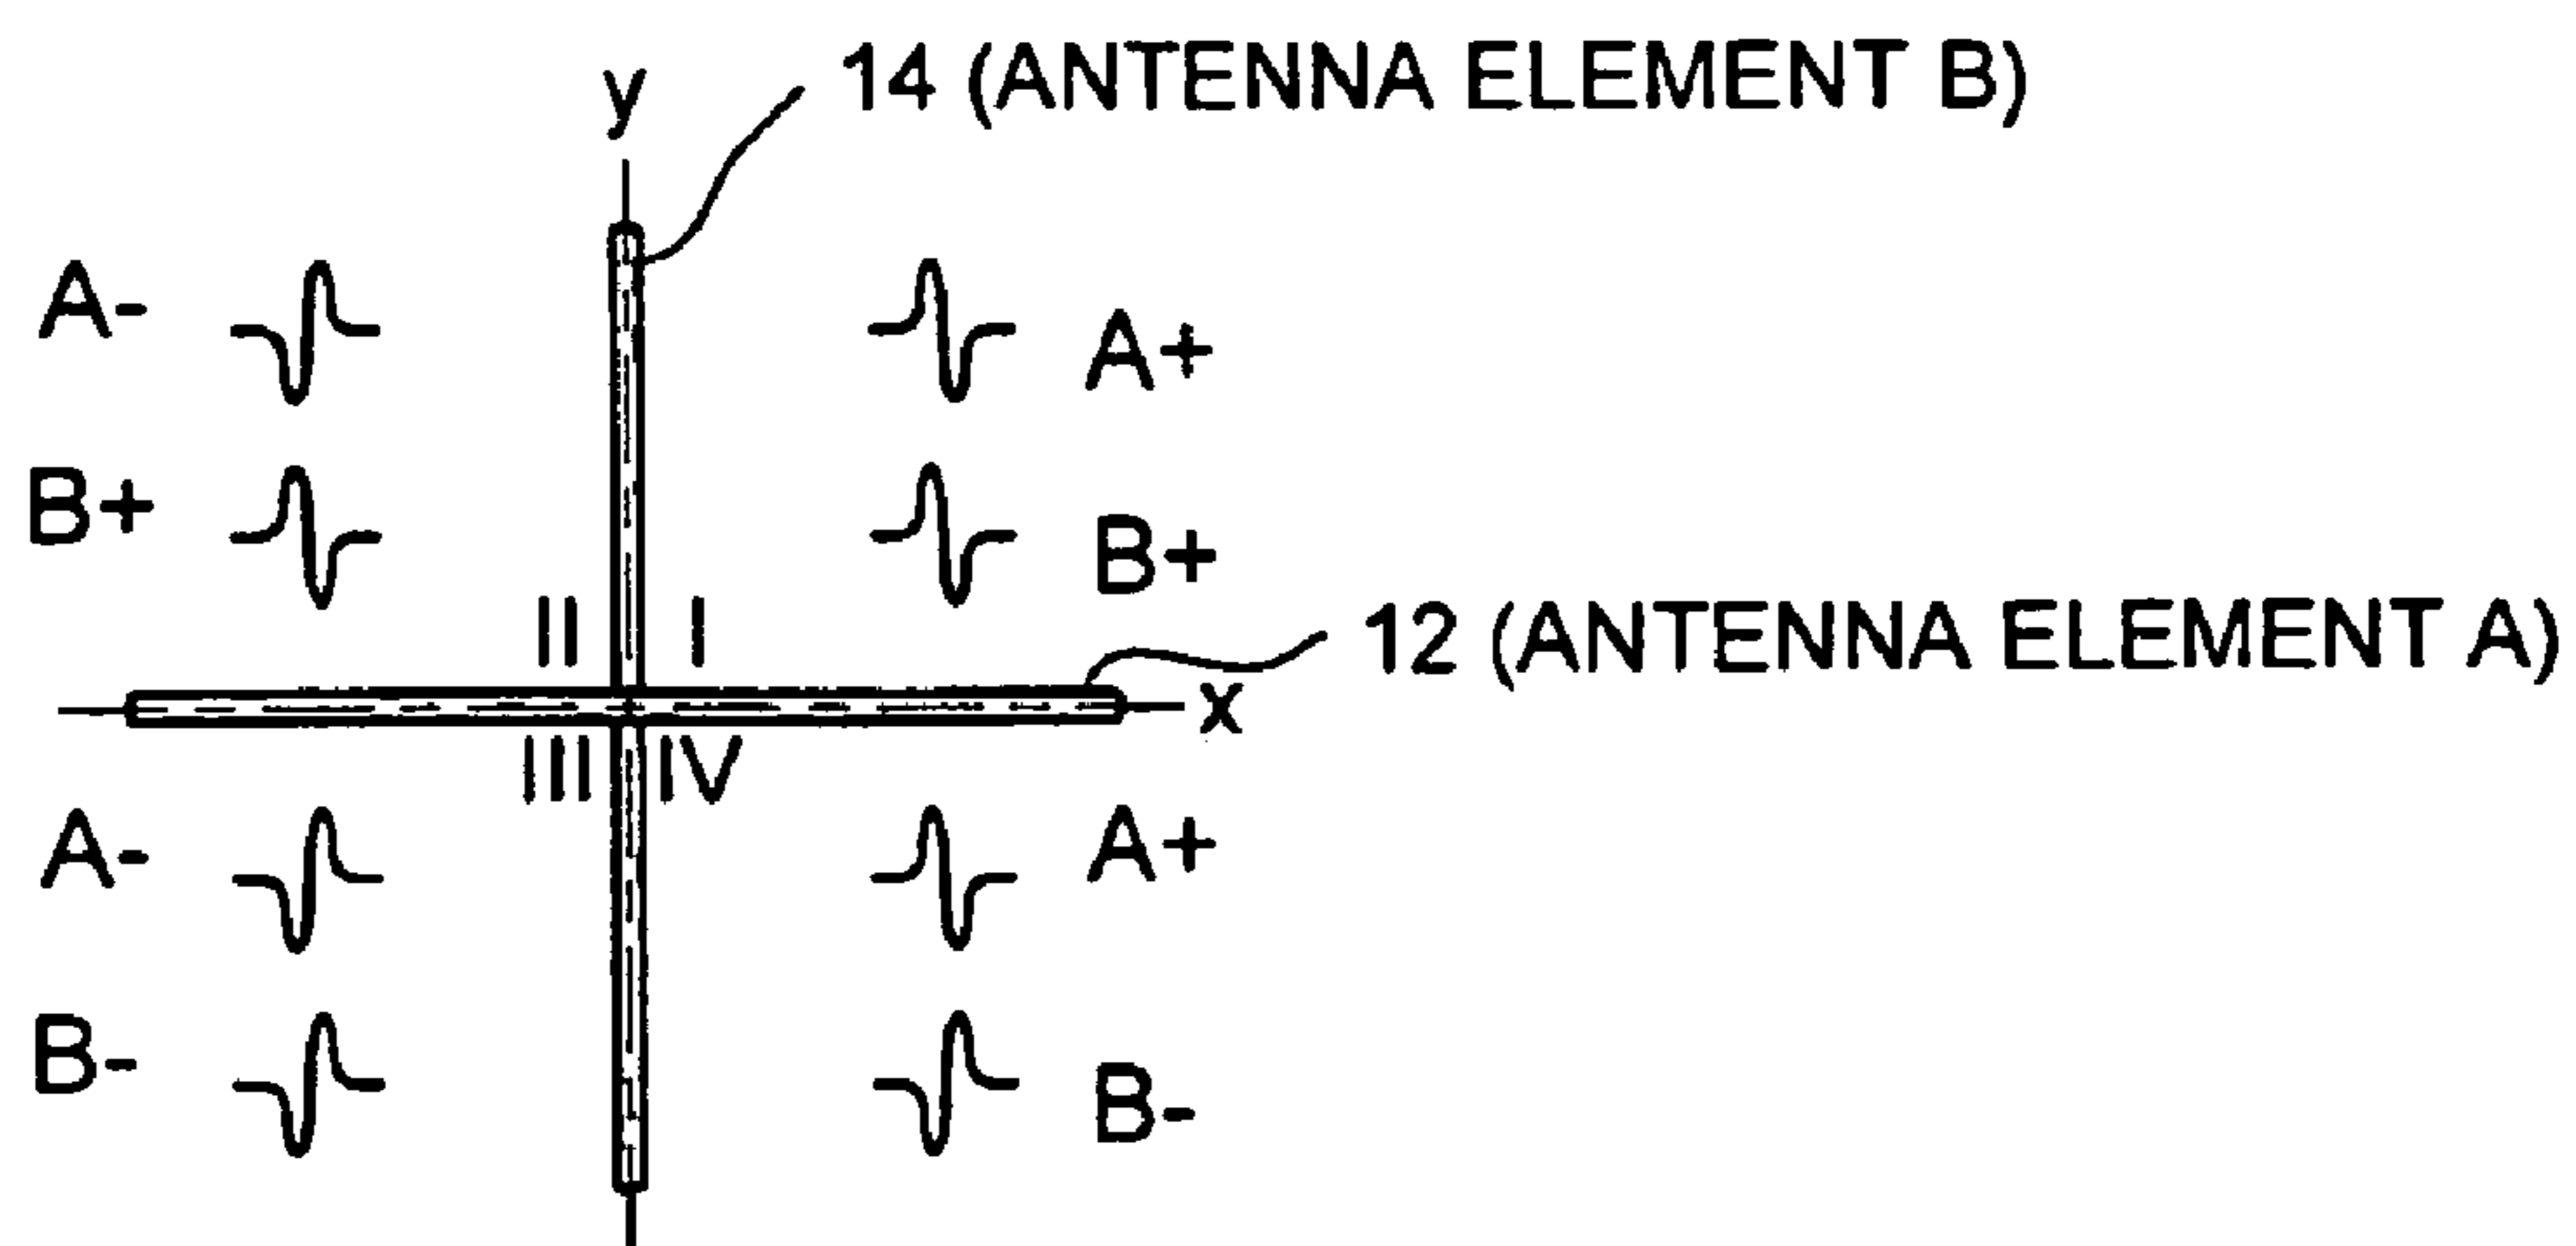 y
14 (ANTENNA ELEMENT B)
A-
A+
B+
B+
II
I
12 (ANTENNA ELEMENT A)
x
III
IV
A-
A+
B-
B-